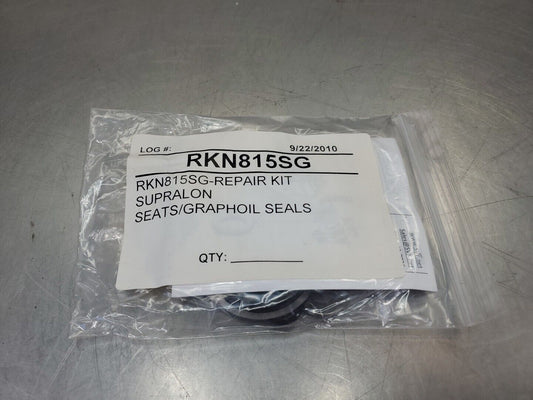 LOG #: 9/22/2010
RKN815SG
RKN815SG-REPAIR KIT
SUPRALON
SEATS/GRAPHOIL SEALS
QTY: